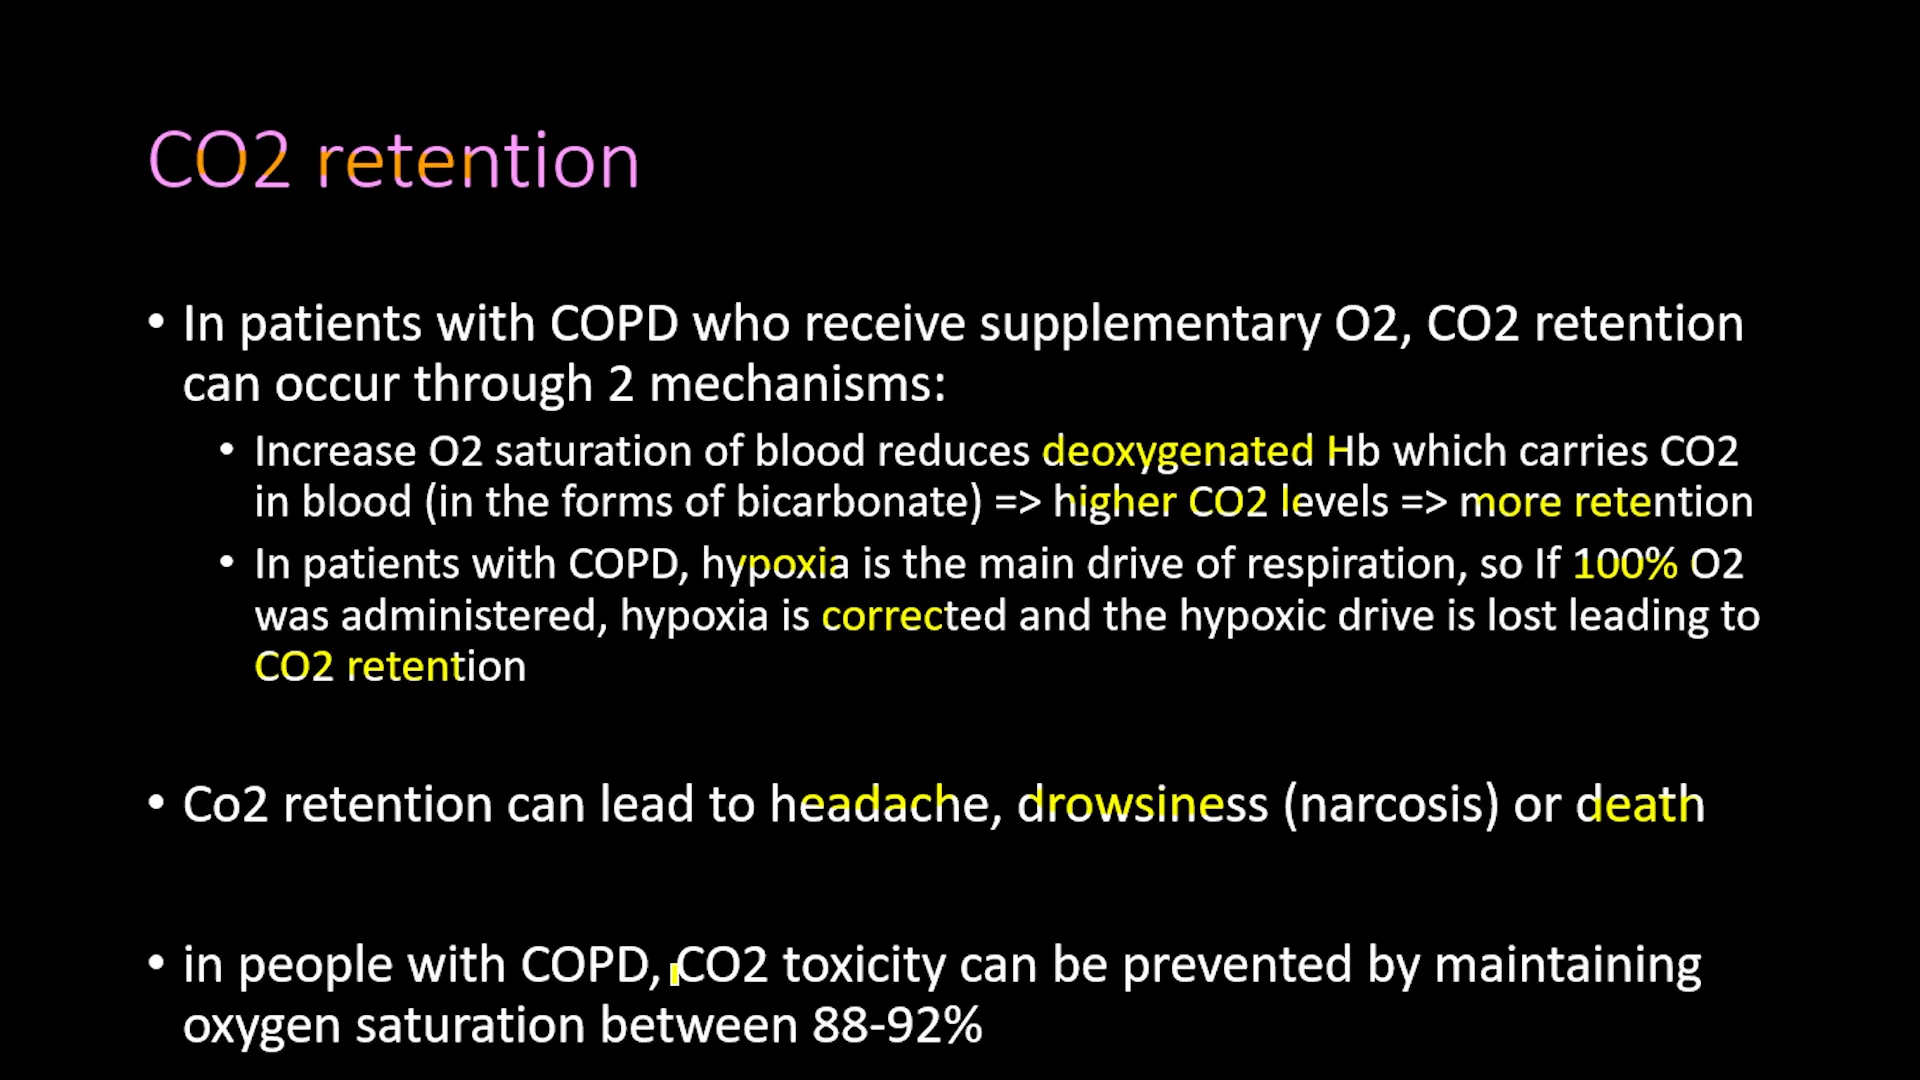 CO2 retention
• In patients with COPD who receive supplementary O2, CO2 retention
can occur through 2 mechanisms:
• Increase O2 saturation of blood reduces deoxygenated Hb which carries CO2
in blood (in the forms of bicarbonate) => higher CO2 levels => more retention
• In patients with COPD, hypoxia is the main drive of respiration, so If 100% O2
was administered, hypoxia is corrected and the hypoxic drive is lost leading to
CO2 retention
• Co2 retention can lead to headache, drowsiness (narcosis) or death
• in people with COPD, CO2 toxicity can be prevented by maintaining
oxygen saturation between 88-92%